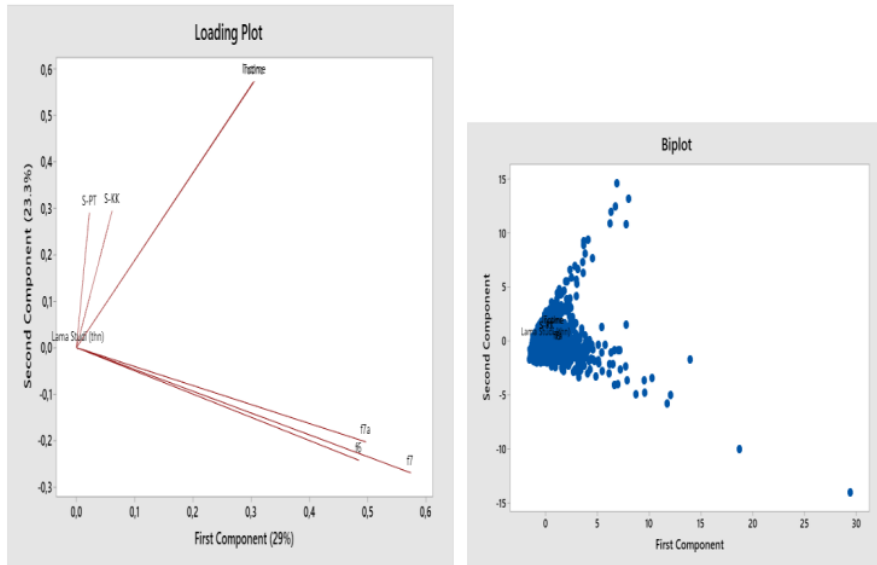 Loading Plot
0,6
0,5
0,4
0,3
0,2
0,1
0,0
-0,1
-0,2
-0,3
Second Component (23.3%)
S-PT
S-KK
Lama Studi (thn)
f7a
f7
0,0
0,1
0,2
0,3
0,4
0,5
0,6
First Component (29%)
Biplot
15
10
5
0
-5
-10
-15
Second Component
0
5
10
15
20
25
30
First Component